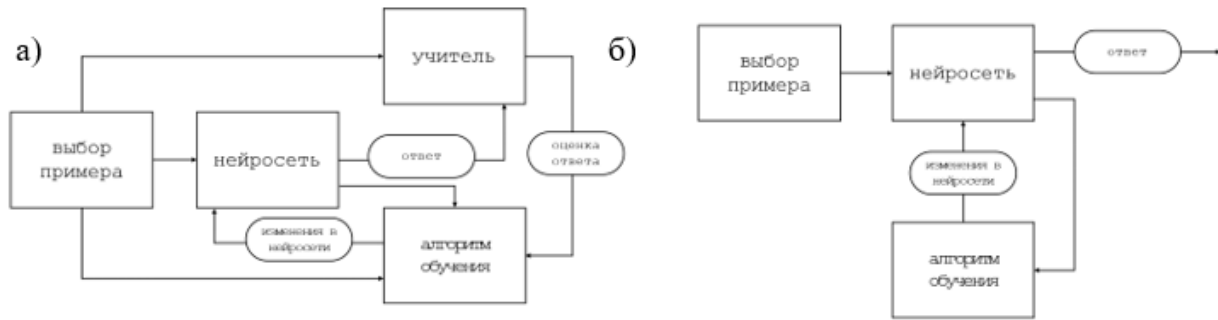 а)
учитель
выбор
примера
нейросеть
ответ
оценка
ответа
изменения в
нейросети
алгоритм
обучения
б)
выбор
примера
нейросеть
ответ
изменения в
нейросети
алгоритм
обучения